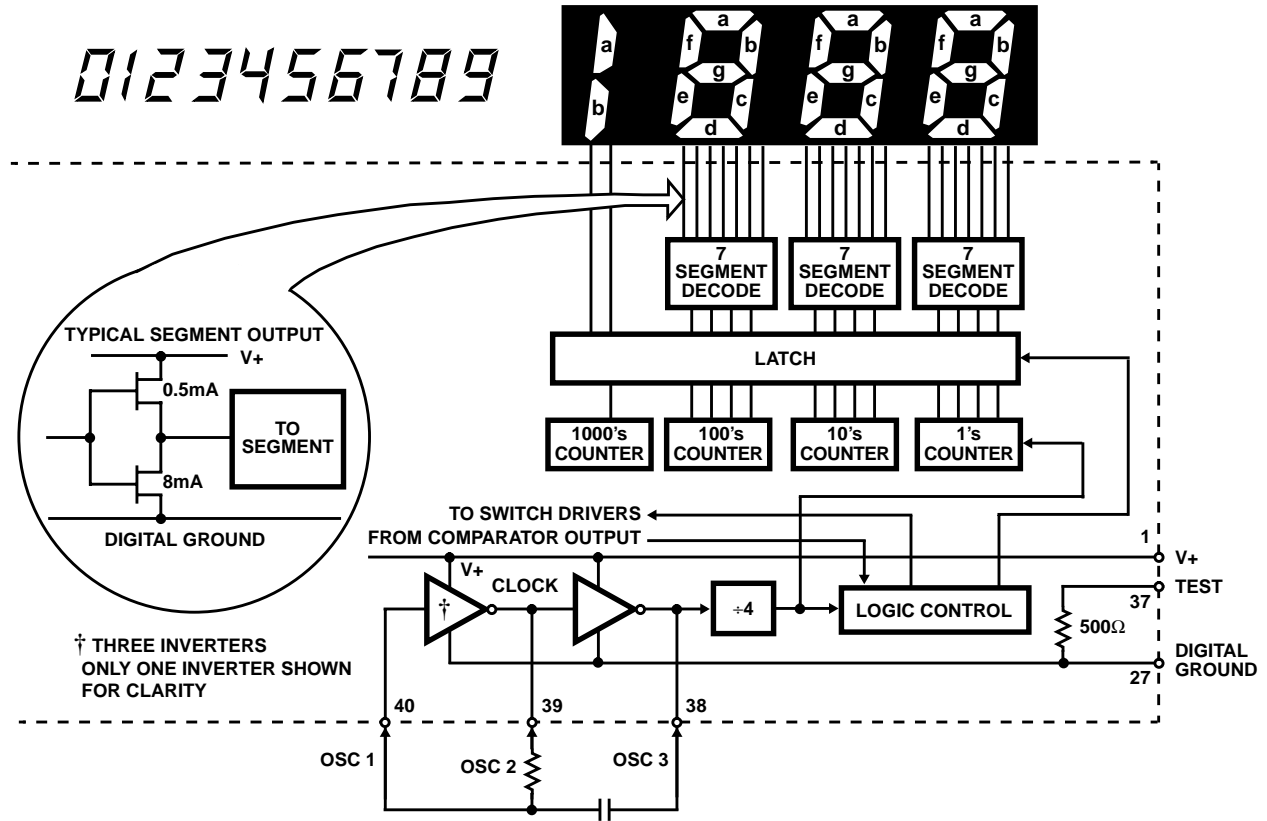 0123456789
a
b
a
f
b
g
e
c
d
a
f
b
g
e
c
d
a
f
b
g
e
c
d
7
SEGMENT
DECODE
7
SEGMENT
DECODE
7
SEGMENT
DECODE
LATCH
1000's
COUNTER
100's
COUNTER
10's
COUNTER
1's
COUNTER
TYPICAL SEGMENT OUTPUT
V+
0.5mA
TO
SEGMENT
8mA
DIGITAL GROUND
TO SWITCH DRIVERS
FROM COMPARATOR OUTPUT
1
V+
V+
CLOCK
†
÷4
LOGIC CONTROL
TEST
37
500Ω
DIGITAL
GROUND
27
† THREE INVERTERS
ONLY ONE INVERTER SHOWN
FOR CLARITY
40
39
38
OSC 1
OSC 2
OSC 3